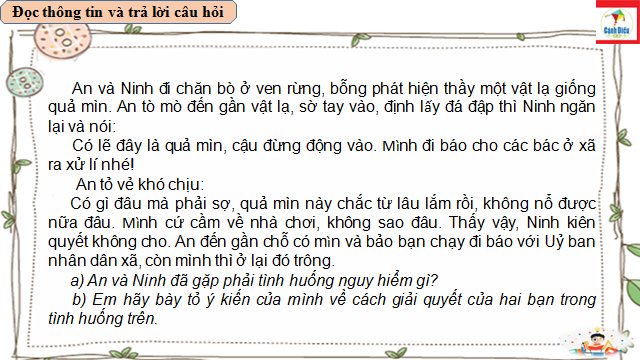 Đọc thông tin và trả lời câu hỏi
Cánh Diều
An và Ninh đi chăn bò ở ven rừng, bỗng phát hiện thầy một vật lạ giống
quả mìn. An tò mò đến gần vật lạ, sờ tay vào, định lấy đá đập thì Ninh ngăn
lại và nói:
Có lẽ đây là quả mìn, cậu đừng động vào. Mình đi báo cho các bác ở xã
ra xử lí nhé!
An tỏ vẻ khó chịu:
Có gì đâu mà phải sợ, quả mìn này chắc từ lâu lắm rồi, không nổ được
nữa đâu. Mình cứ cầm về nhà chơi, không sao đâu. Thấy vậy, Ninh kiên
quyết không cho. An đến gần chỗ có mìn và bảo bạn chạy đi báo với Uỷ ban
nhân dân xã, còn mình thì ở lại đó trông.
a) An và Ninh đã gặp phải tình huống nguy hiểm gì?
b) Em hãy bày tỏ ý kiến của mình về cách giải quyết của hai bạn trong
tình huống trên.